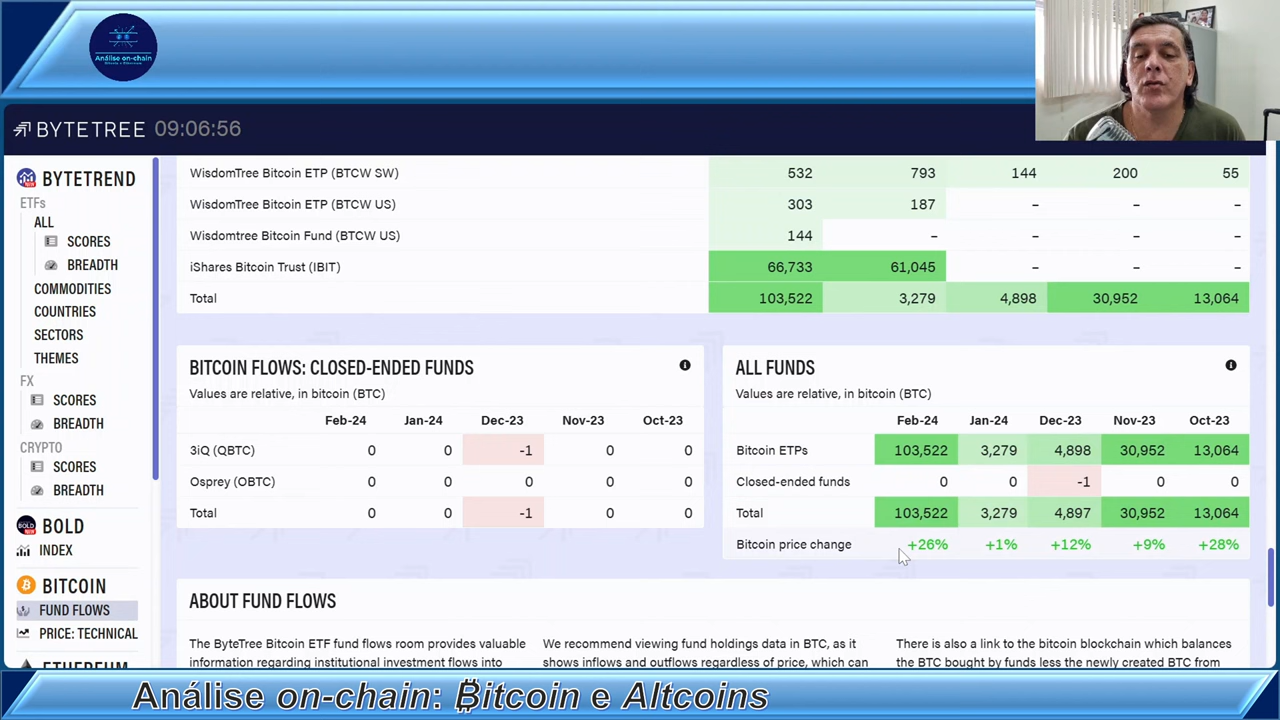 Análise on-chain
Bitcoin e Altcoins
BYTETREE 09:06:56
BYTETREND
ETFs
ALL
SCORES
BREADTH
COMMODITIES
COUNTRIES
SECTORS
THEMES
FX
SCORES
BREADTH
CRYPTO
SCORES
BREADTH
BOLD
INDEX
BITCOIN
FUND FLOWS
PRICE: TECHNICAL
ETHEREUM
WisdomTree Bitcoin ETP (BTCW SW) 532 793 144 200 55
WisdomTree Bitcoin ETP (BTCW US) 303 187 – – –
Wisdomtree Bitcoin Fund (BTCW US) 144 – – – –
iShares Bitcoin Trust (IBIT) 66,733 61,045 – – –
Total 103,522 3,279 4,898 30,952 13,064
BITCOIN FLOWS: CLOSED-ENDED FUNDS
Values are relative, in bitcoin (BTC)
Feb-24 Jan-24 Dec-23 Nov-23 Oct-23
3iQ (QBTC) 0 0 -1 0 0
Osprey (OBTC) 0 0 0 0 0
Total 0 0 -1 0 0
ALL FUNDS
Values are relative, in bitcoin (BTC)
Feb-24 Jan-24 Dec-23 Nov-23 Oct-23
Bitcoin ETPs 103,522 3,279 4,898 30,952 13,064
Closed-ended funds 0 0 -1 0 0
Total 103,522 3,279 4,897 30,952 13,064
Bitcoin price change +26% +1% +12% +9% +28%
ABOUT FUND FLOWS
The ByteTree Bitcoin ETF fund flows room provides valuable
information regarding institutional investment flows into
We recommend viewing fund holdings data in BTC, as it
shows inflows and outflows regardless of price, which can
There is also a link to the bitcoin blockchain which balances
the BTC bought by funds less the newly created BTC from
Análise on-chain: ₿itcoin e Altcoins